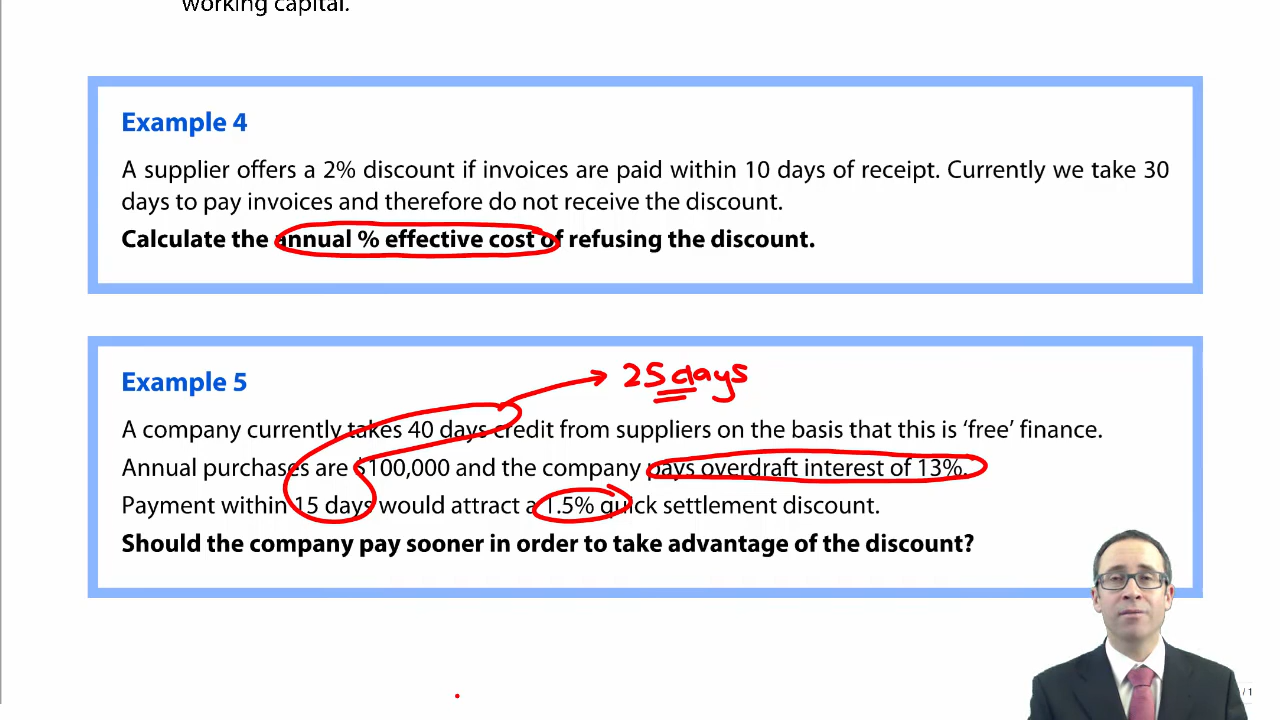 working capital.
Example 4
A supplier offers a 2% discount if invoices are paid within 10 days of receipt. Currently we take 30
days to pay invoices and therefore do not receive the discount.
Calculate the annual % effective cost of refusing the discount.
Example 5
25 days
A company currently takes 40 days credit from suppliers on the basis that this is ‘free’ finance.
Annual purchases are $100,000 and the company pays overdraft interest of 13%.
Payment within 15 days would attract a 1.5% quick settlement discount.
Should the company pay sooner in order to take advantage of the discount?
/ 1